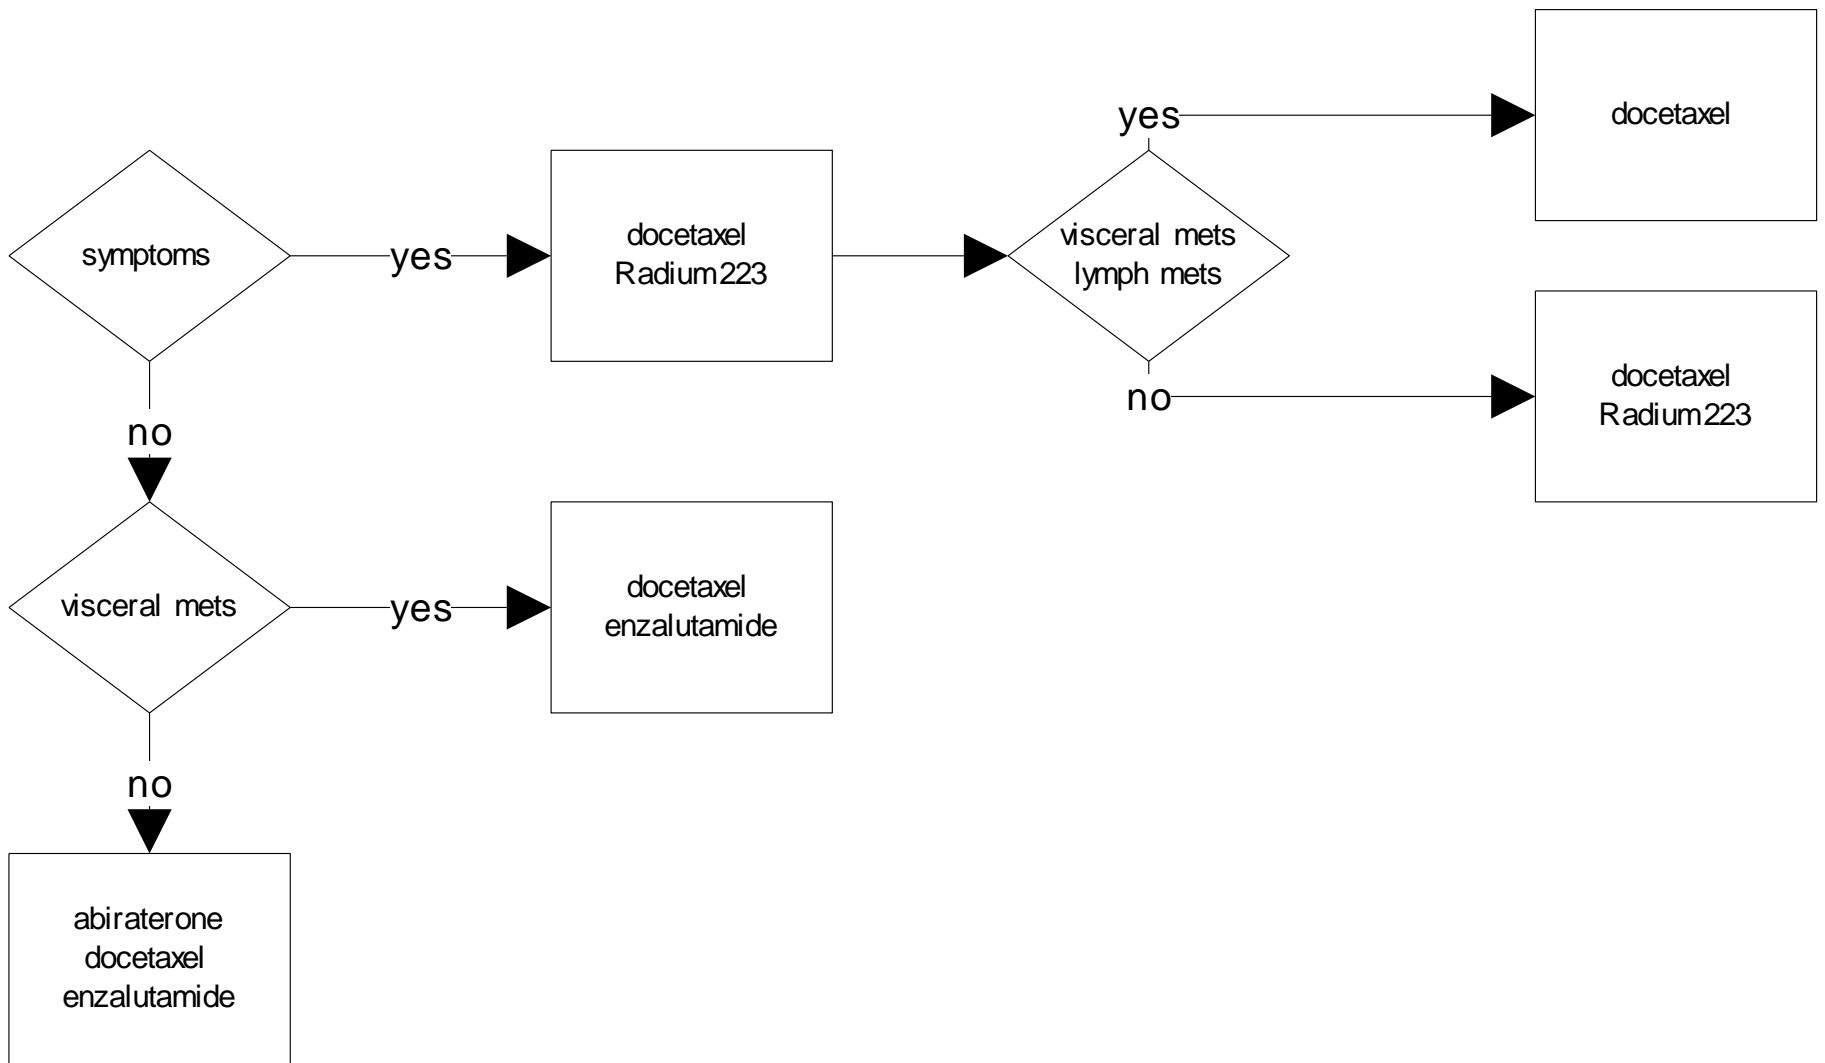 yes
docetaxel
symptoms
yes
docetaxel
Radium223
visceral mets
lymph mets
no
docetaxel
Radium223
no
visceral mets
yes
docetaxel
enzalutamide
no
abiraterone
docetaxel
enzalutamide